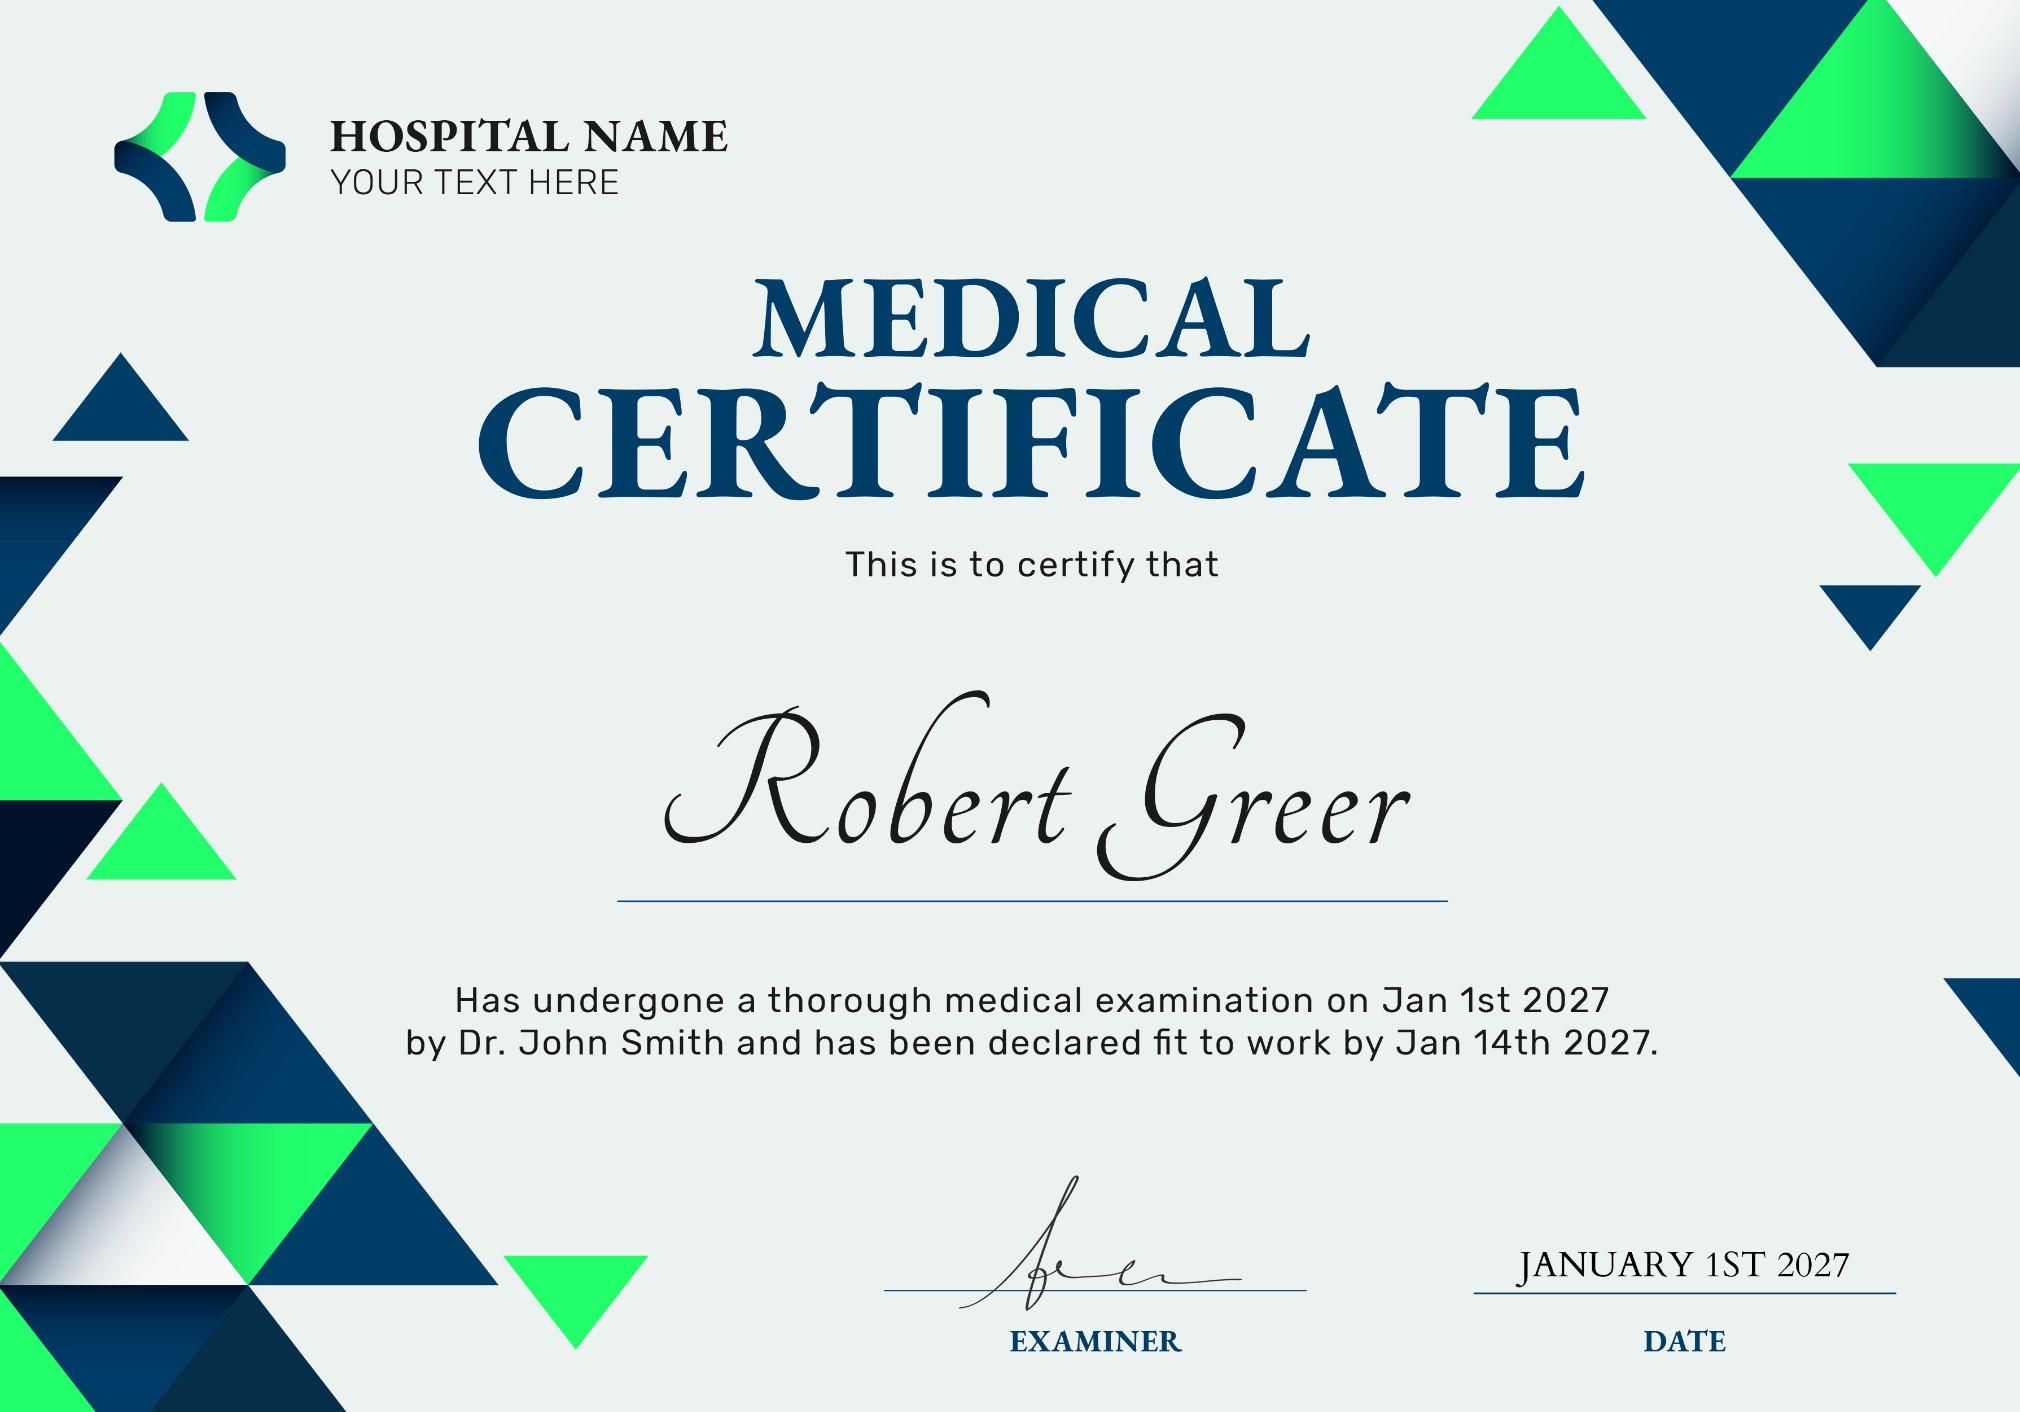 HOSPITAL NAME
YOUR TEXT HERE
MEDICAL
CERTIFICATE
This is to certify that
Robert Greer
Has undergone a thorough medical examination on Jan 1st 2027
by Dr. John Smith and has been declared fit to work by Jan 14th 2027.
JANUARY 1ST 2027
EXAMINER
DATE